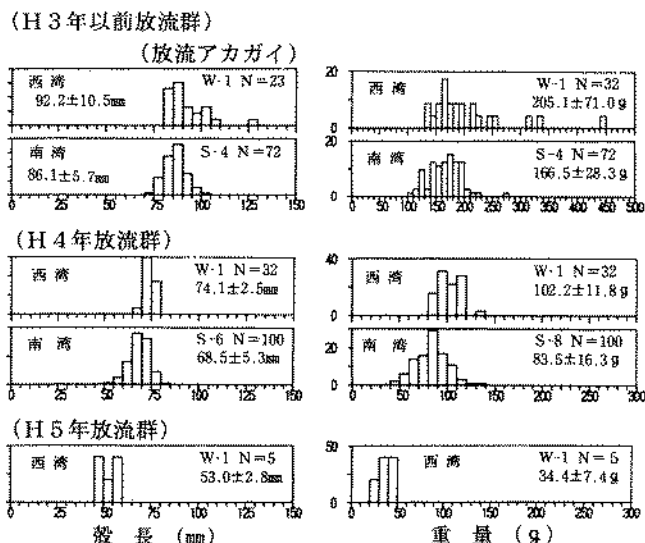 (H3年以前放流群)
(放流アカガイ)
西湾 W-1 N=23
92.2±10.5mm
南湾 S-4 N=72
86.1±5.7mm
0 25 50 75 100 125 150
20
西湾 W-1 N=32
205.1±71.0g
0
20
南湾 S-4 N=72
166.5±28.3g
0
0 50 100 150 200 250 300 350 400 450 500
(H4年放流群)
西湾 W-1 N=32
74.1±2.5mm
南湾 S-6 N=100
68.5±5.3mm
0 25 50 75 100 125 150
40
西湾 W-1 N=32
20 102.2±11.8g
南湾 S-8 N=100
20 83.5±16.3g
0
0 50 100 150 200 250 300
(H5年放流群)
西湾 W-1 N=5
53.0±2.8mm
0 25 50 75 100 125 150
殻長 (mm)
50
西湾 W-1 N=5
34.4±7.4g
0
0 50 100 150 200 250 300
重量 (g)